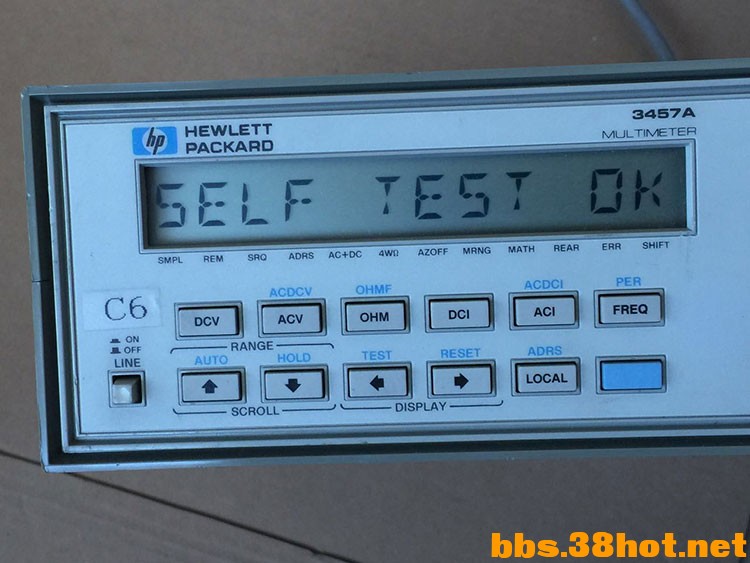 hp HEWLETT PACKARD
3457A
MULTIMETER
SELF TEST OK
SMPL REM SRQ ADRS AC+DC 4WΩ AZOFF MRNG MATH REAR ERR SHIFT
C6
ACDCV OHMF ACDCI PER
DCV ACV OHM DCI ACI FREQ
RANGE
ON
OFF
LINE
AUTO HOLD TEST RESET ADRS
LOCAL
SCROLL DISPLAY
bbs.38hot.net